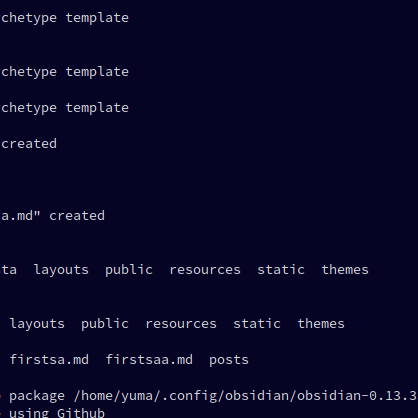 chetype template
chetype template
chetype template
created
a.md" created
ta layouts public resources static themes
layouts public resources static themes
firstsa.md firstsaa.md posts
package /home/yuma/.config/obsidian/obsidian-0.13.3
using Github